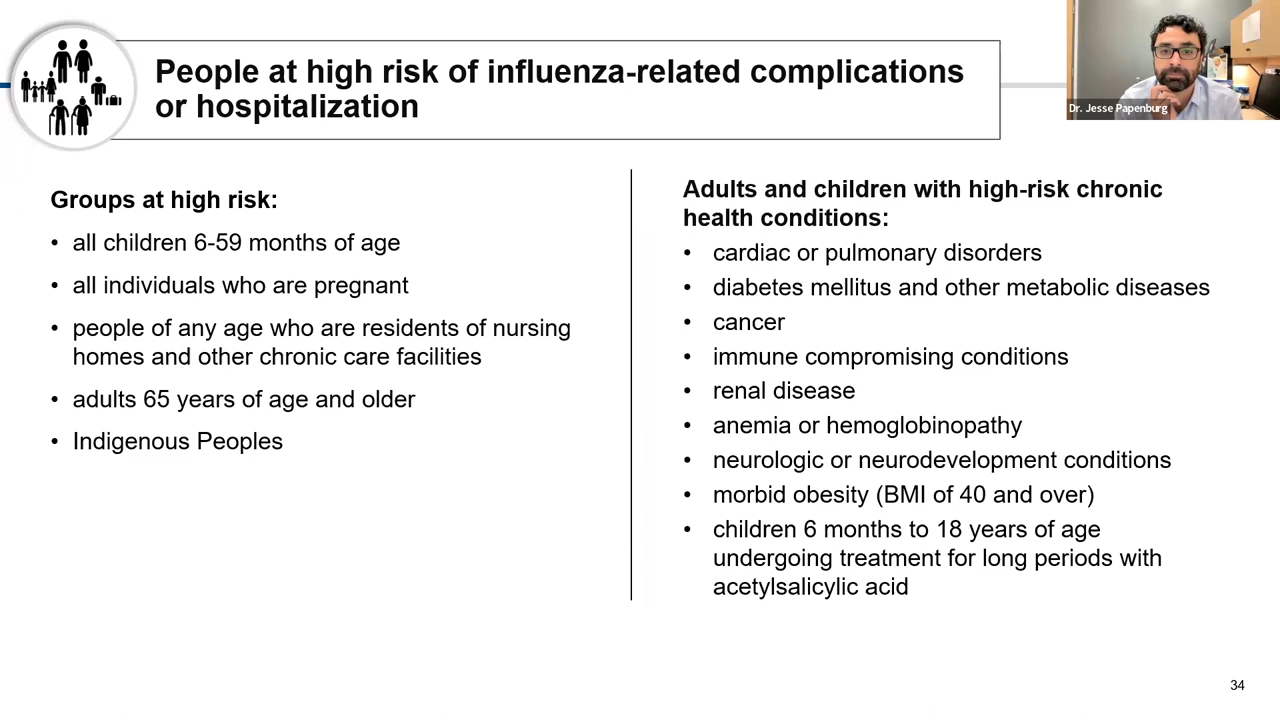 People at high risk of influenza-related complications
or hospitalization
Dr. Jesse Papenburg
Groups at high risk:
• all children 6-59 months of age
• all individuals who are pregnant
• people of any age who are residents of nursing
homes and other chronic care facilities
• adults 65 years of age and older
• Indigenous Peoples
Adults and children with high-risk chronic
health conditions:
• cardiac or pulmonary disorders
• diabetes mellitus and other metabolic diseases
• cancer
• immune compromising conditions
• renal disease
• anemia or hemoglobinopathy
• neurologic or neurodevelopment conditions
• morbid obesity (BMI of 40 and over)
• children 6 months to 18 years of age
undergoing treatment for long periods with
acetylsalicylic acid
34